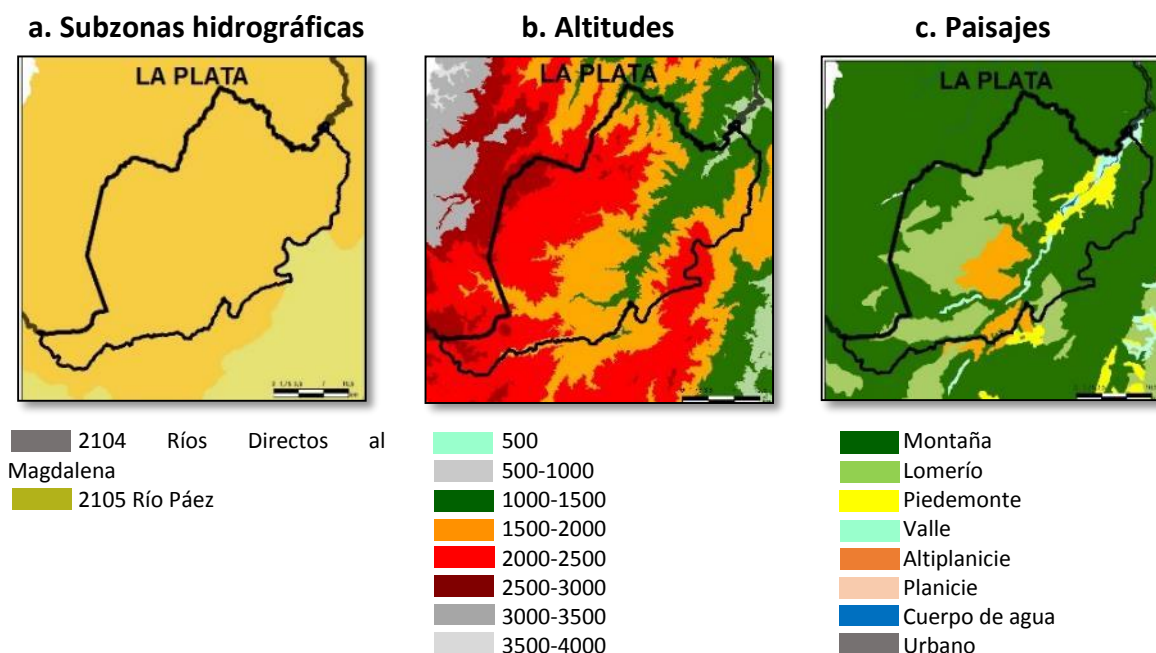 a. Subzonas hidrográficas
b. Altitudes
c. Paisajes
LA PLATA
LA PLATA
LA PLATA
2104 Ríos Directos al
Magdalena
2105 Río Páez
500
500-1000
1000-1500
1500-2000
2000-2500
2500-3000
3000-3500
3500-4000
Montaña
Lomerío
Piedemonte
Valle
Altiplanicie
Planicie
Cuerpo de agua
Urbano